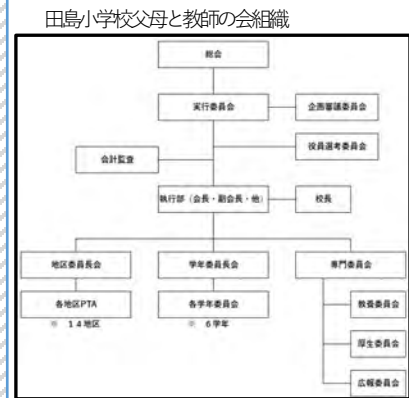 田島小学校父母と教師の会組織
総会
実行委員会
企画審議委員会
役員選考委員会
会計監査
執行部（会長・副会長・他）
校長
地区委員長会
学年委員長会
専門委員会
各地区PTA
各学年委員会
教養委員会
※ 14地区
※ 6学年
厚生委員会
広報委員会